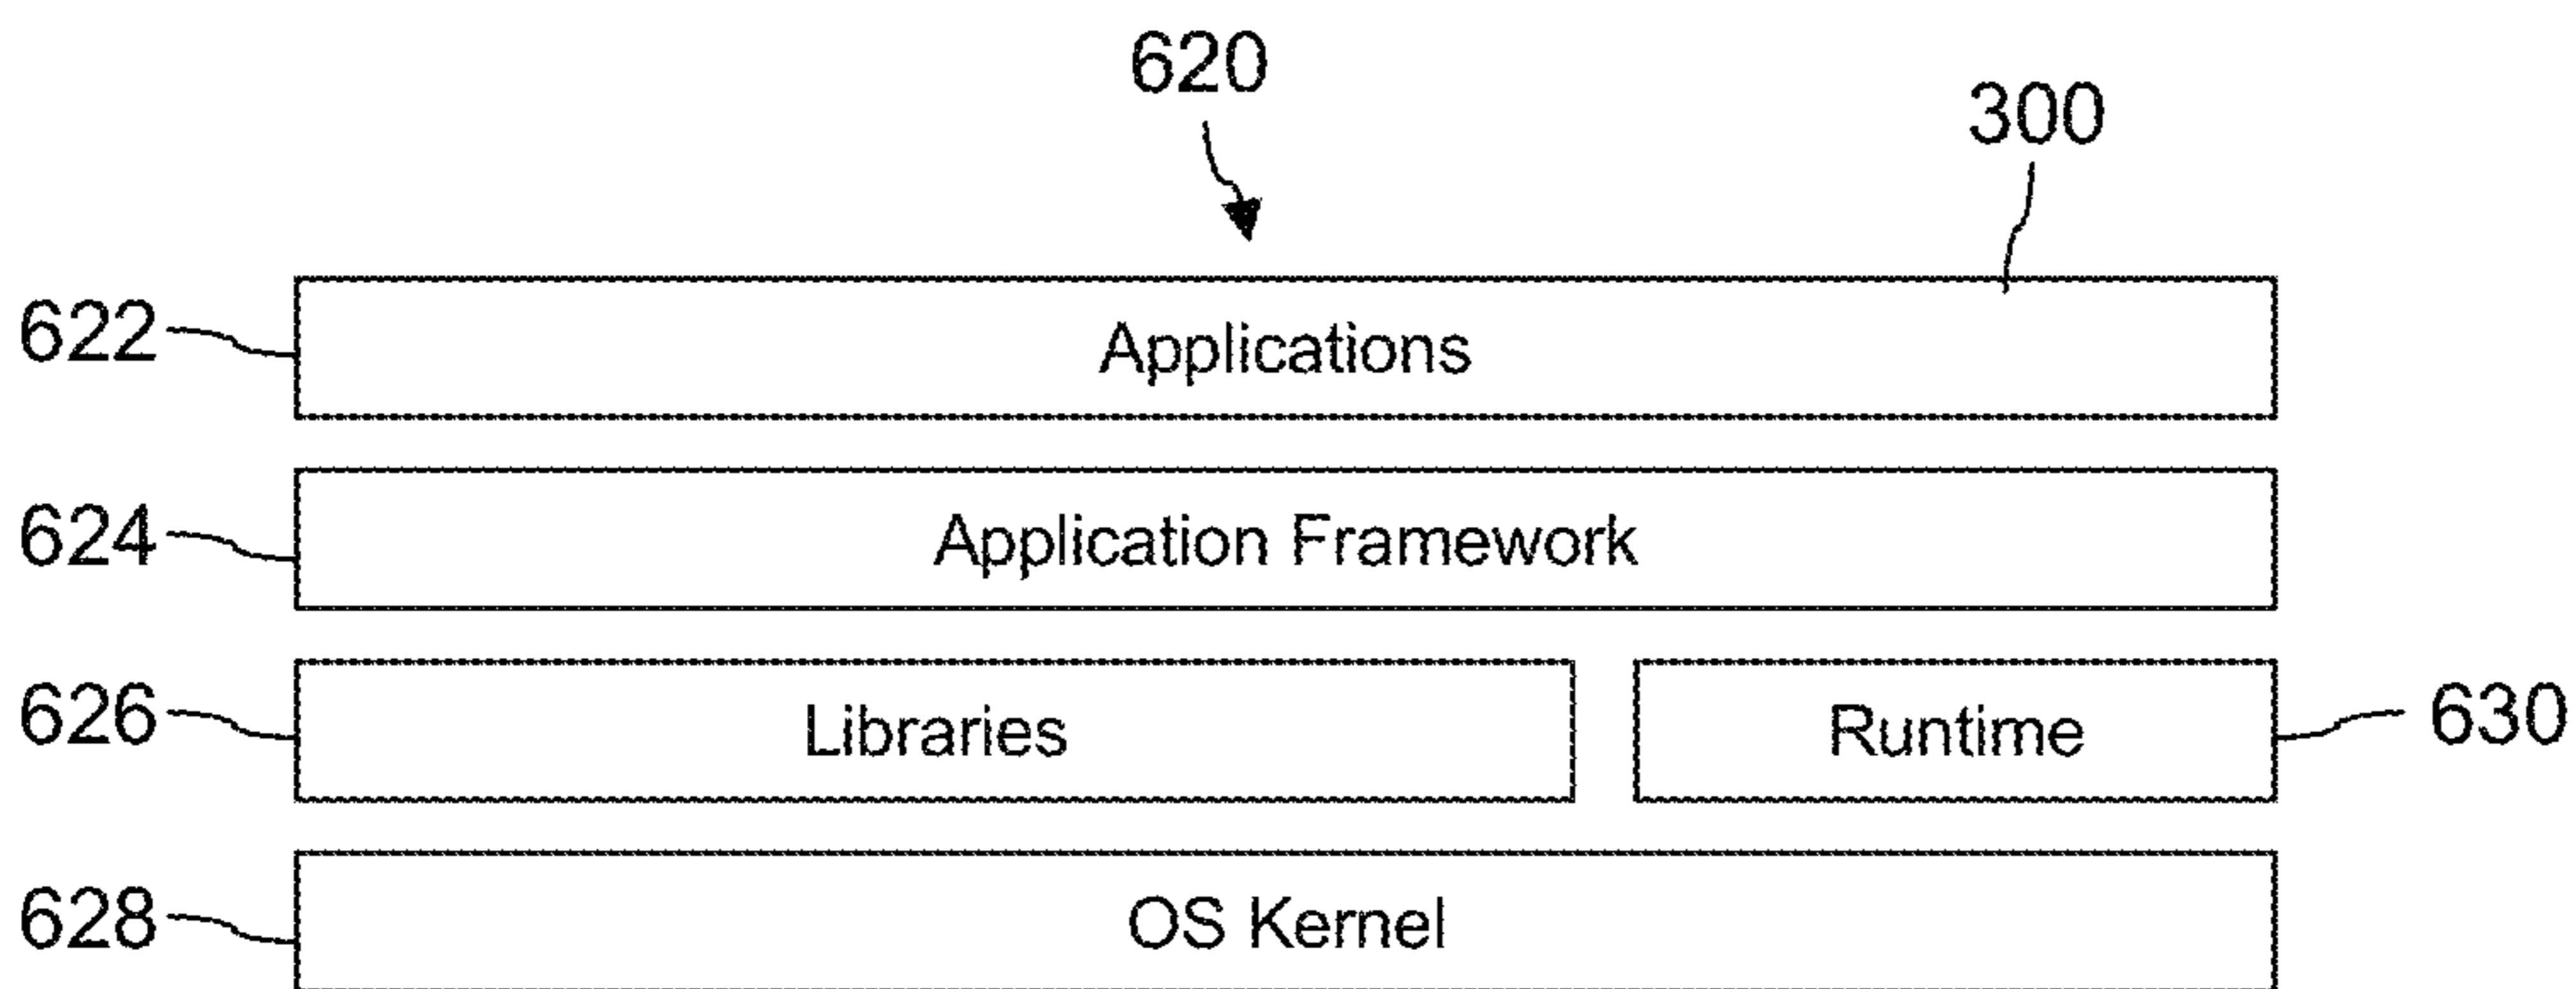 620
300
622 Applications
624 Application Framework
626 Libraries Runtime 630
628 OS Kernel